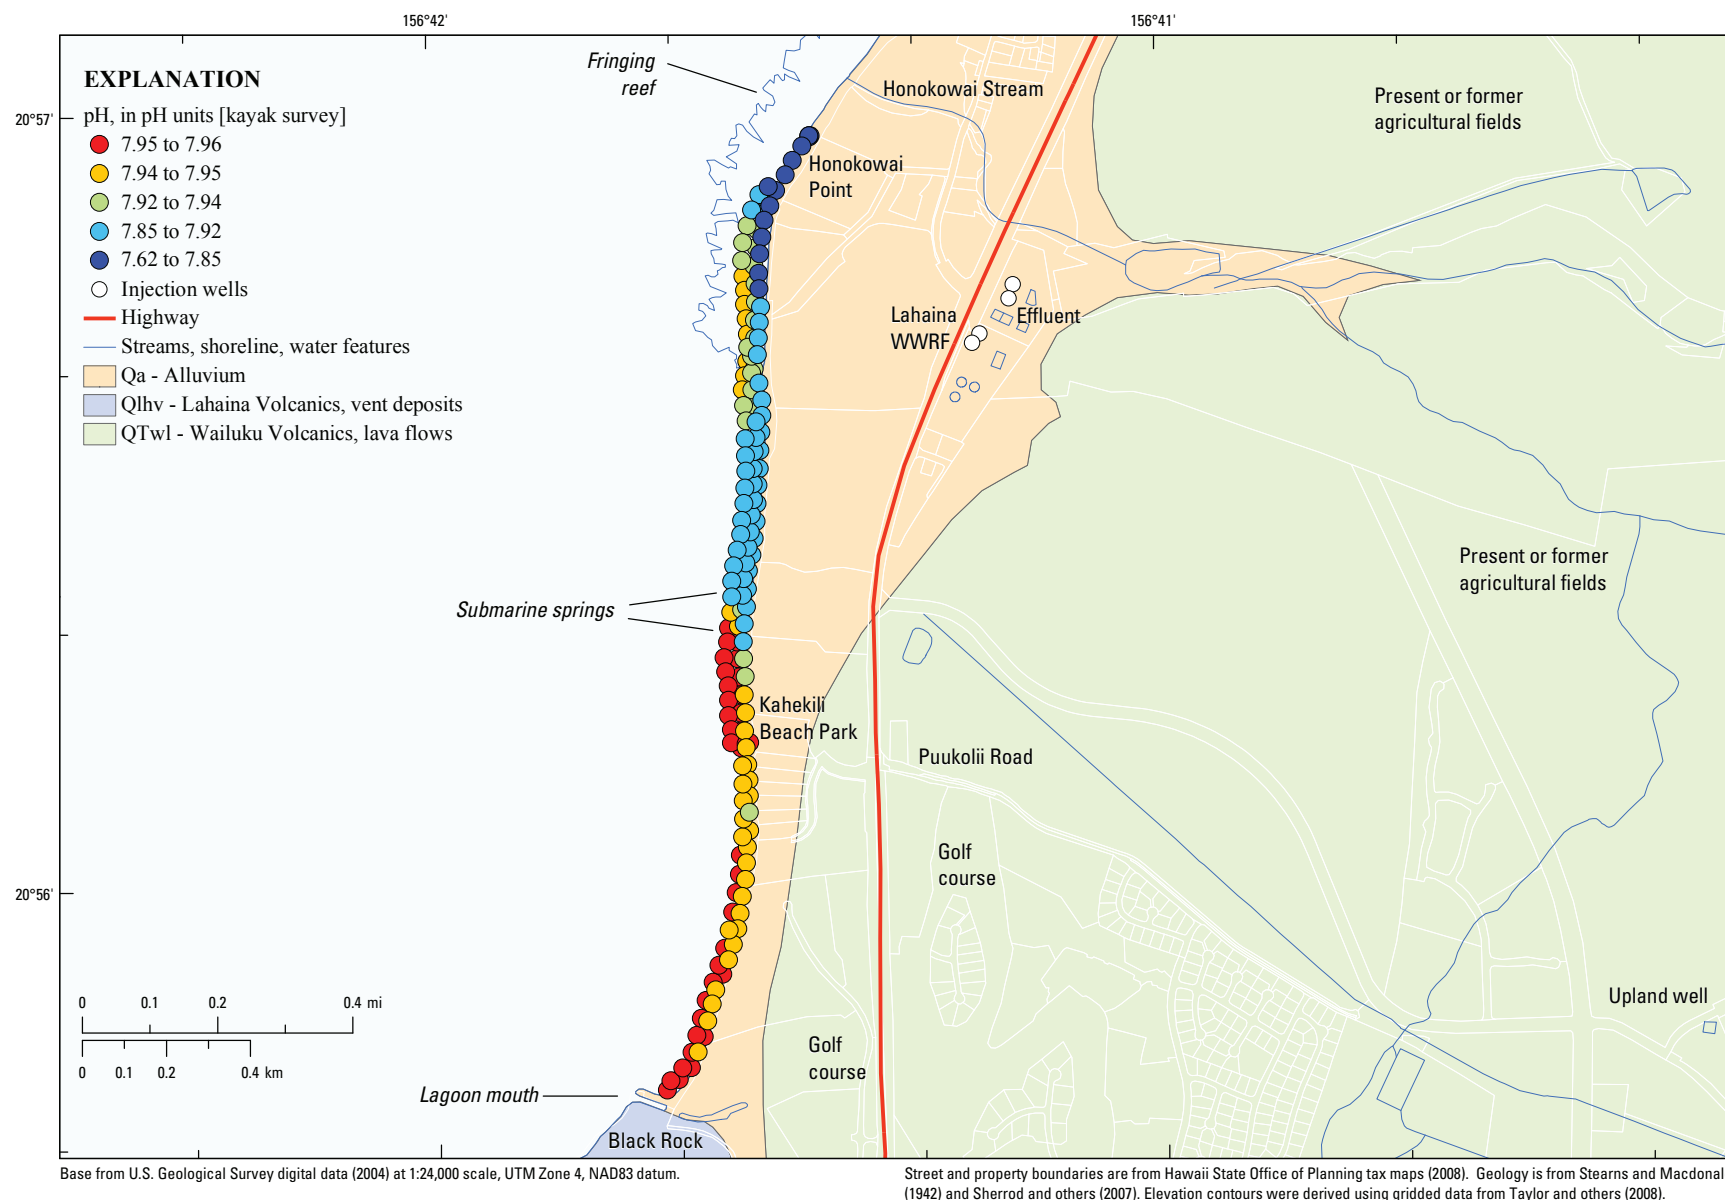 156°42'
156°41'
EXPLANATION
pH, in pH units [kayak survey]
7.95 to 7.96
7.94 to 7.95
7.92 to 7.94
7.85 to 7.92
7.62 to 7.85
Injection wells
Highway
Streams, shoreline, water features
Qa - Alluvium
Qlhv - Lahaina Volcanics, vent deposits
QTwl - Wailuku Volcanics, lava flows
Fringing
reef
Honokowai Stream
Present or former
agricultural fields
20°57'
Honokowai
Point
Lahaina
WWRF
Effluent
Present or former
agricultural fields
Submarine springs
Kahekili
Beach Park
Puukolii Road
Golf
course
20°56'
Upland well
0 0.1 0.2 0.4 mi
0 0.1 0.2 0.4 km
Golf
course
Lagoon mouth
Black Rock
Base from U.S. Geological Survey digital data (2004) at 1:24,000 scale, UTM Zone 4, NAD83 datum.
Street and property boundaries are from Hawaii State Office of Planning tax maps (2008). Geology is from Stearns and Macdonal
(1942) and Sherrod and others (2007). Elevation contours were derived using gridded data from Taylor and others (2008).